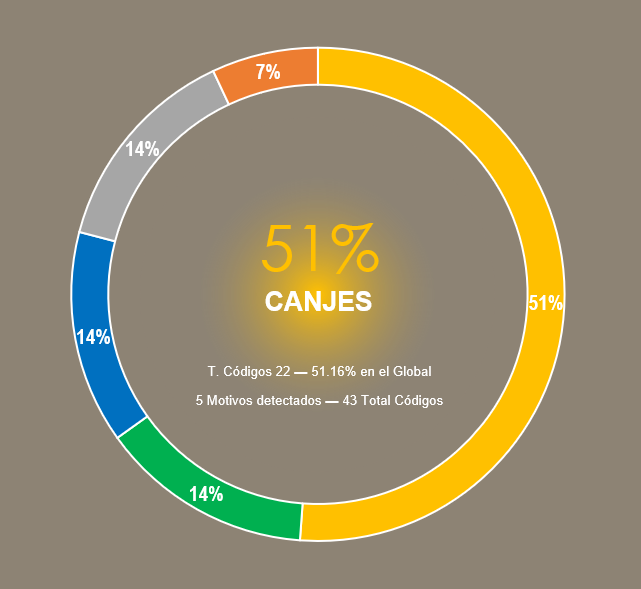 7%
14%
51%
CANJES
51%
14%
T. Códigos 22 — 51.16% en el Global
5 Motivos detectados — 43 Total Códigos
14%